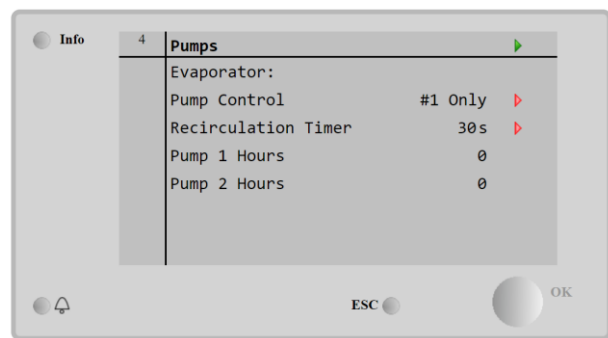 Info
4 Pumps
Evaporator:
Pump Control #1 Only
Recirculation Timer 30s
Pump 1 Hours 0
Pump 2 Hours 0
ESC
OK